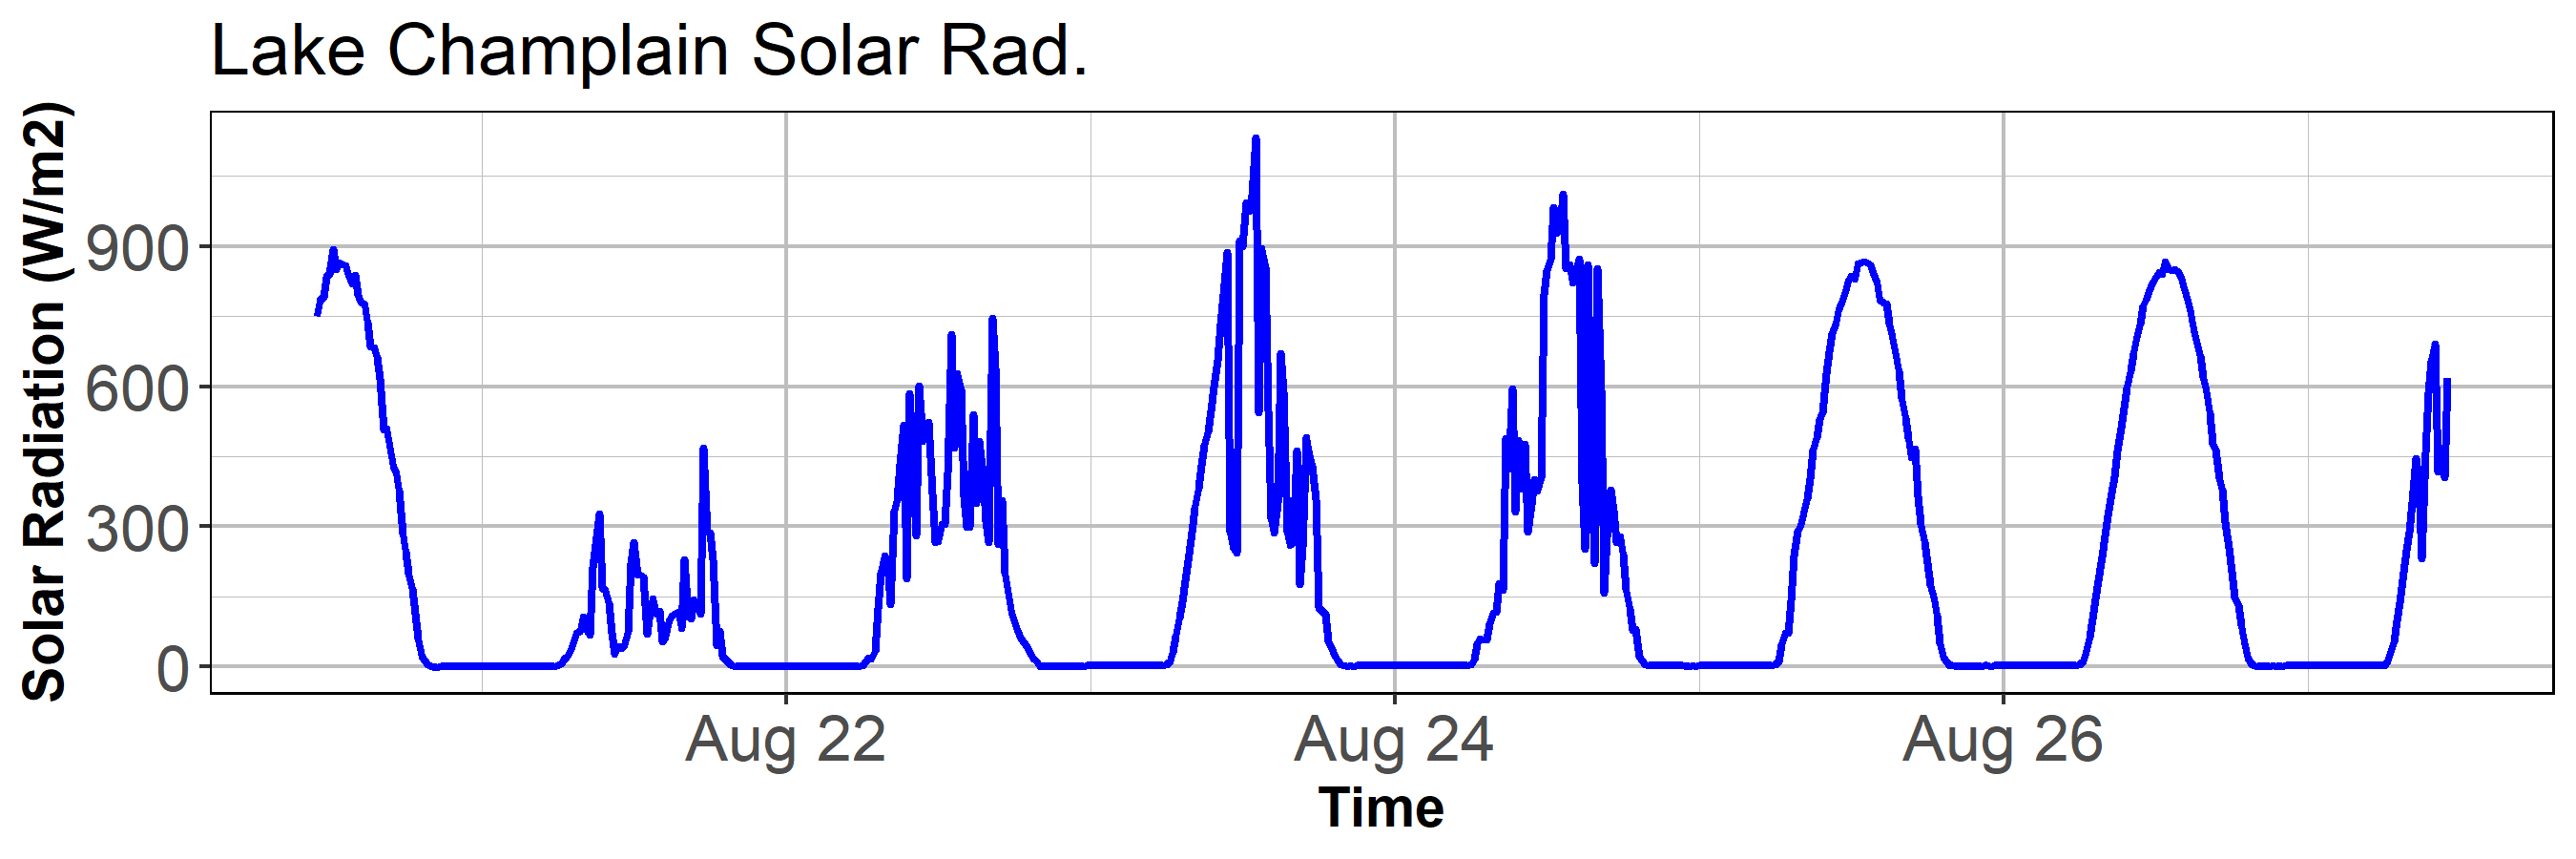 Lake Champlain Solar Rad.
Solar Radiation (W/m2)
900
600
300
0
Aug 22 Aug 24 Aug 26
Time